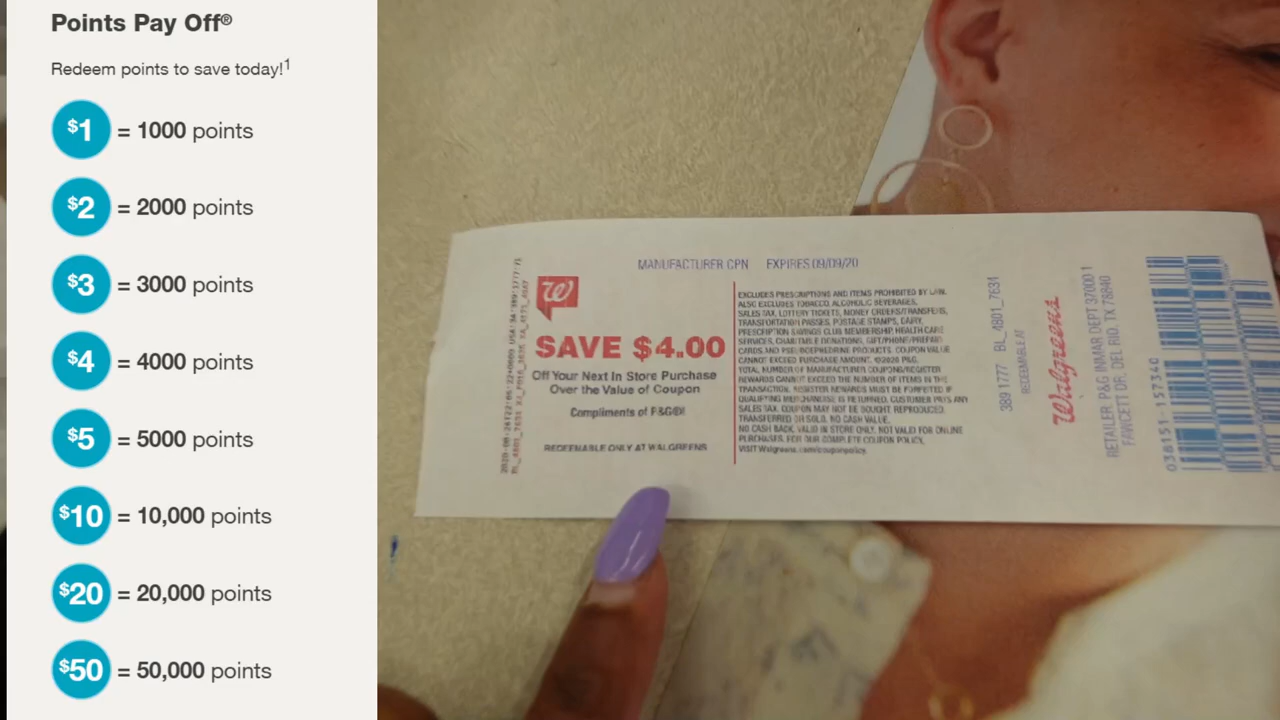 Points Pay Off®
Redeem points to save today!1
$1 = 1000 points
$2 = 2000 points
$3 = 3000 points
$4 = 4000 points
$5 = 5000 points
$10 = 10,000 points
$20 = 20,000 points
$50 = 50,000 points
MANUFACTURER CPN EXPIRES 09/09/20
W
SAVE $4.00
Off Your Next In Store Purchase
Over the Value of Coupon
Compliments of P&G®!
REDEEMABLE ONLY AT WALGREENS
EXCLUDES PRESCRIPTIONS AND ITEMS PROHIBITED BY LAW.
ALSO EXCLUDES TOBACCO, ALCOHOLIC BEVERAGES,
SALES TAX, LOTTERY TICKETS, MONEY ORDERS/TRANSFERS,
TRANSPORTATION PASSES, POSTAGE STAMPS, DAIRY,
PRESCRIPTION SAVINGS CLUB MEMBERSHIP, HEALTH CARE
SERVICES, CHARITABLE DONATIONS, GIFT/PHONE/PREPAID
CARDS AND PSEUDOEPHEDRINE PRODUCTS. COUPON VALUE
CANNOT EXCEED PURCHASE AMOUNT. ©2020 P&G.
TOTAL NUMBER OF MANUFACTURER COUPONS/REGISTER
REWARDS CANNOT EXCEED THE NUMBER OF ITEMS IN THE
TRANSACTION. REGISTER REWARDS MUST BE FORFEITED IF
QUALIFYING MERCHANDISE IS RETURNED. CUSTOMER PAYS ANY
SALES TAX. COUPON MAY NOT BE BOUGHT, REPRODUCED,
TRANSFERRED OR SOLD. NO CASH VALUE.
NO CASH BACK. VALID IN STORE ONLY. NOT VALID FOR ONLINE
PURCHASES. FOR OUR COMPLETE COUPON POLICY,
VISIT Walgreens.com/couponpolicy.
389 1777 BL_4801_7631
REDEEMABLE AT
Walgreens
RETAILER: P&G INMAR DEPT 37000 1
FAWCETT DR, DEL RIO, TX 78840
038151-157340